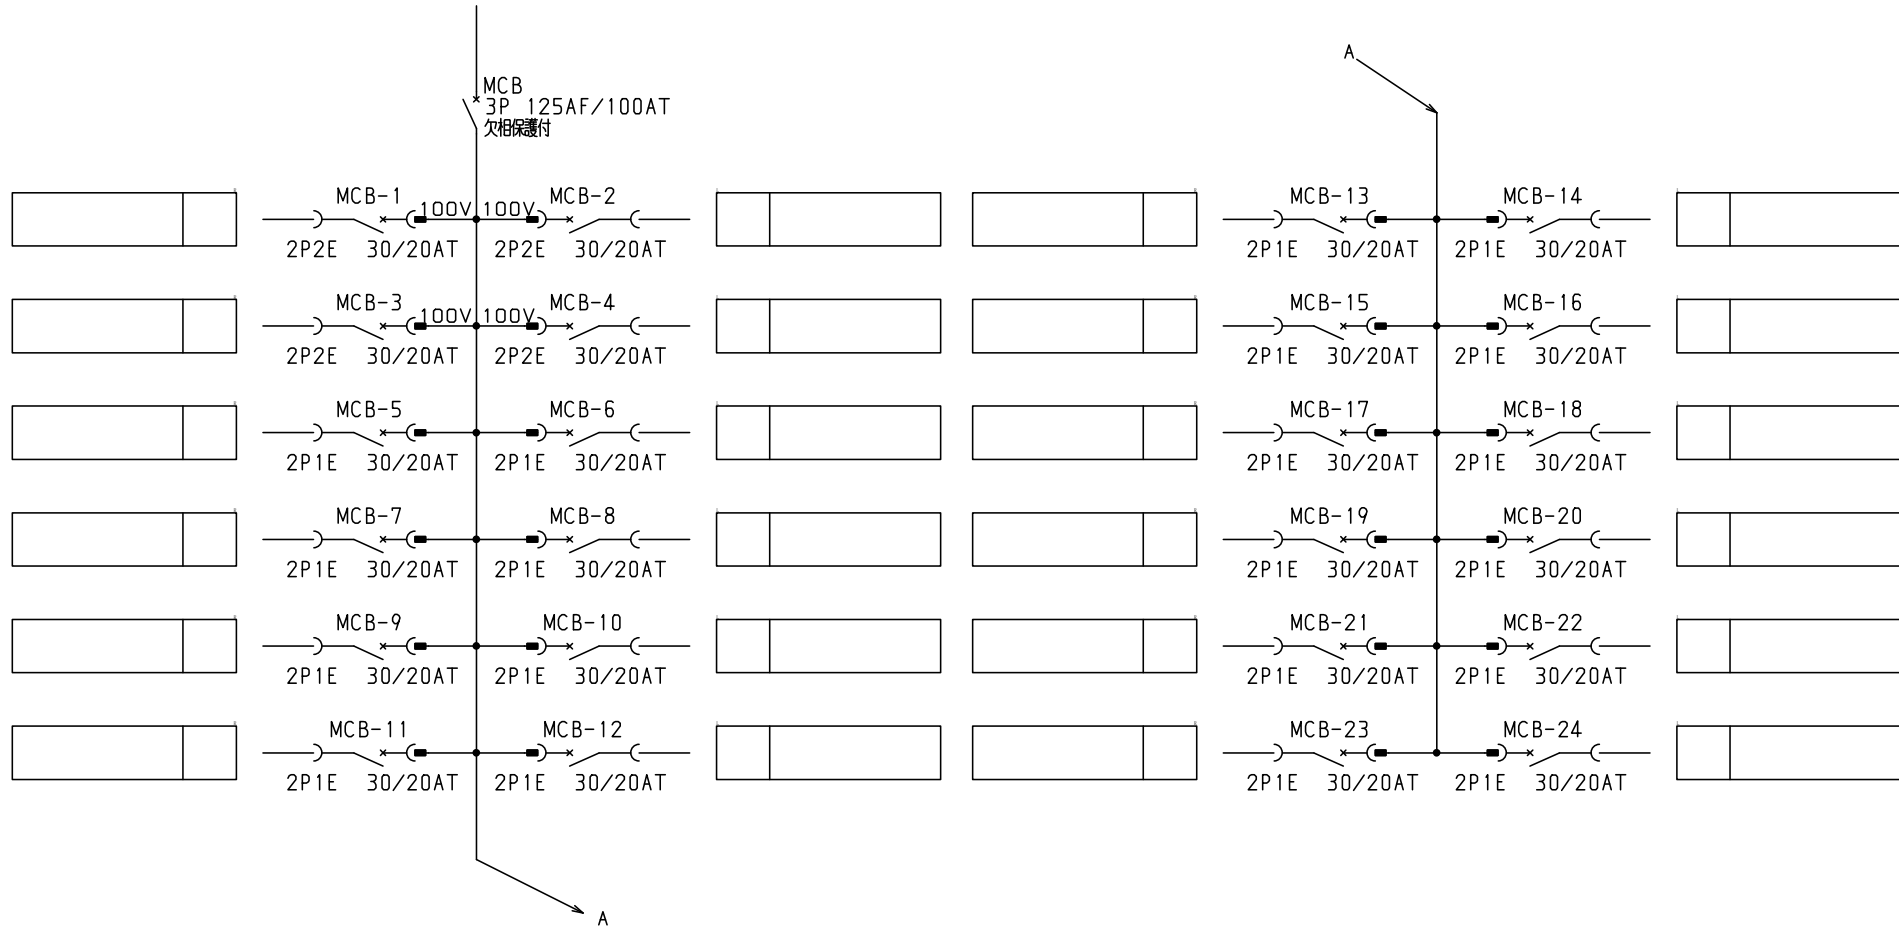 MCB
3P 125AF/100AT
欠相保護付
MCB-1 100V 100V MCB-2
2P2E 30/20AT 2P2E 30/20AT
MCB-3 100V 100V MCB-4
2P2E 30/20AT 2P2E 30/20AT
MCB-5 MCB-6
2P1E 30/20AT 2P1E 30/20AT
MCB-7 MCB-8
2P1E 30/20AT 2P1E 30/20AT
MCB-9 MCB-10
2P1E 30/20AT 2P1E 30/20AT
MCB-11 MCB-12
2P1E 30/20AT 2P1E 30/20AT
A
A
MCB-13 MCB-14
2P1E 30/20AT 2P1E 30/20AT
MCB-15 MCB-16
2P1E 30/20AT 2P1E 30/20AT
MCB-17 MCB-18
2P1E 30/20AT 2P1E 30/20AT
MCB-19 MCB-20
2P1E 30/20AT 2P1E 30/20AT
MCB-21 MCB-22
2P1E 30/20AT 2P1E 30/20AT
MCB-23 MCB-24
2P1E 30/20AT 2P1E 30/20AT